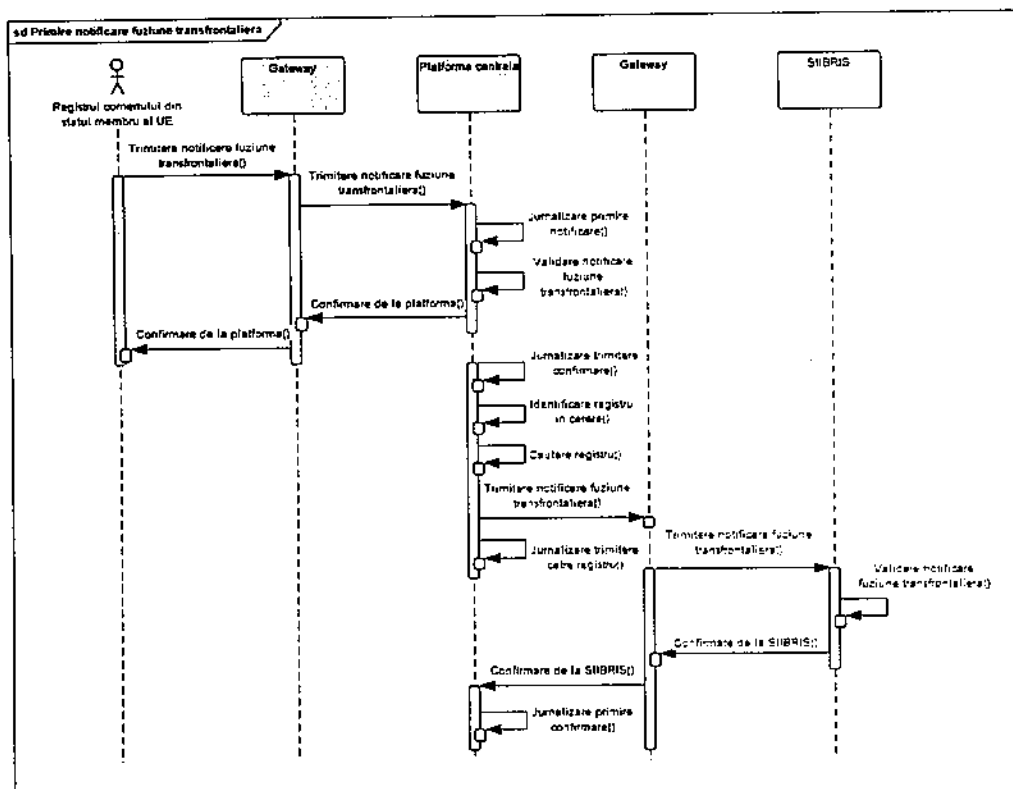 sd Primire notificare fuziune transfrontaliera
Gateway
Platforma centrala
Gateway
SIIBRIS
Registrul comertului din
statul membru al UE
Trimitere notificare fuziune
transfrontaliera()
Trimitere notificare fuziune
transfrontaliera()
Jurnalizare primire
notificare()
Validare notificare
fuziune
transfrontaliera()
Confirmare de la platforma()
Confirmare de la platforma()
Jurnalizare trimitere
confirmare()
Identificare registru
in cerere()
Cautare registru()
Trimitere notificare fuziune
transfrontaliera()
Jurnalizare trimitere
catre registru()
Trimitere notificare fuziune
transfrontaliera()
Validare notificare
fuziune transfrontaliera()
Confirmare de la SIIBRIS()
Confirmare de la SIIBRIS()
Jurnalizare primire
confirmare()